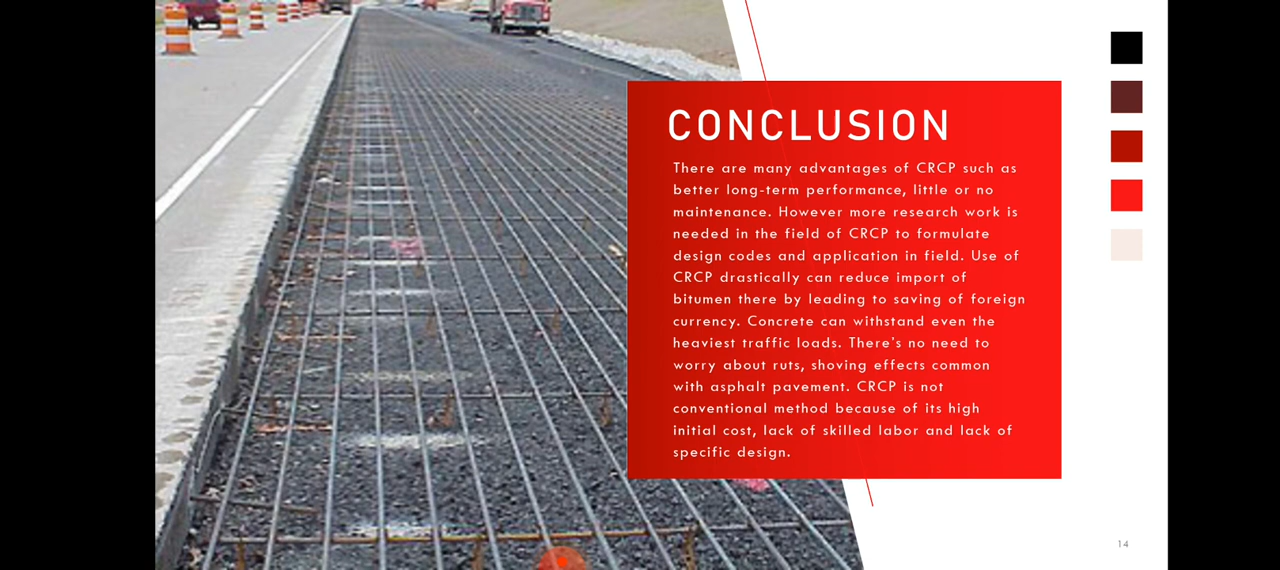 CONCLUSION
There are many advantages of CRCP such as
better long-term performance, little or no
maintenance. However more research work is
needed in the field of CRCP to formulate
design codes and application in field. Use of
CRCP drastically can reduce import of
bitumen there by leading to saving of foreign
currency. Concrete can withstand even the
heaviest traffic loads. There's no need to
worry about ruts, shoving effects common
with asphalt pavement. CRCP is not
conventional method because of its high
initial cost, lack of skilled labor and lack of
specific design.
14